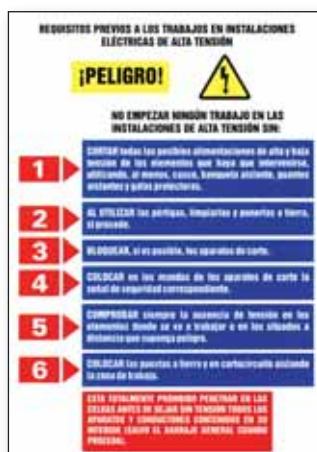 REQUISITOS PREVIOS A LOS TRABAJOS EN INSTALACIONES
ELÉCTRICAS DE ALTA TENSIÓN
¡PELIGRO!
NO EMPEZAR NINGÚN TRABAJO EN LAS
INSTALACIONES DE ALTA TENSIÓN SIN:
1
CORTAR todas las posibles alimentaciones de alta y baja
tensión de los elementos que haya que intervenirse,
utilizando, al menos, casco, banqueta aislante, guantes
aislantes y gafas protectoras.
2
AL UTILIZAR las pértigas, limpiarlas y ponerlas a tierra,
si procede.
3
BLOQUEAR, si es posible, los aparatos de corte.
4
COLOCAR en los mandos de los aparatos de corte la
señal de seguridad correspondiente.
5
COMPROBAR siempre la ausencia de tensión en los
elementos donde se va a trabajar o en los situados a
distancia que suponga peligro.
6
COLOCAR las puestas a tierra y en cortocircuito aislando
la zona de trabajo.
ESTÁ TOTALMENTE PROHIBIDO PENETRAR EN LAS
CELDAS ANTES DE DEJAR SIN TENSIÓN TODOS LOS
APARATOS Y CONDUCTORES CONTENIDOS EN SU
INTERIOR (SALVO EL BARRAJE GENERAL CUANDO
PROCEDA).